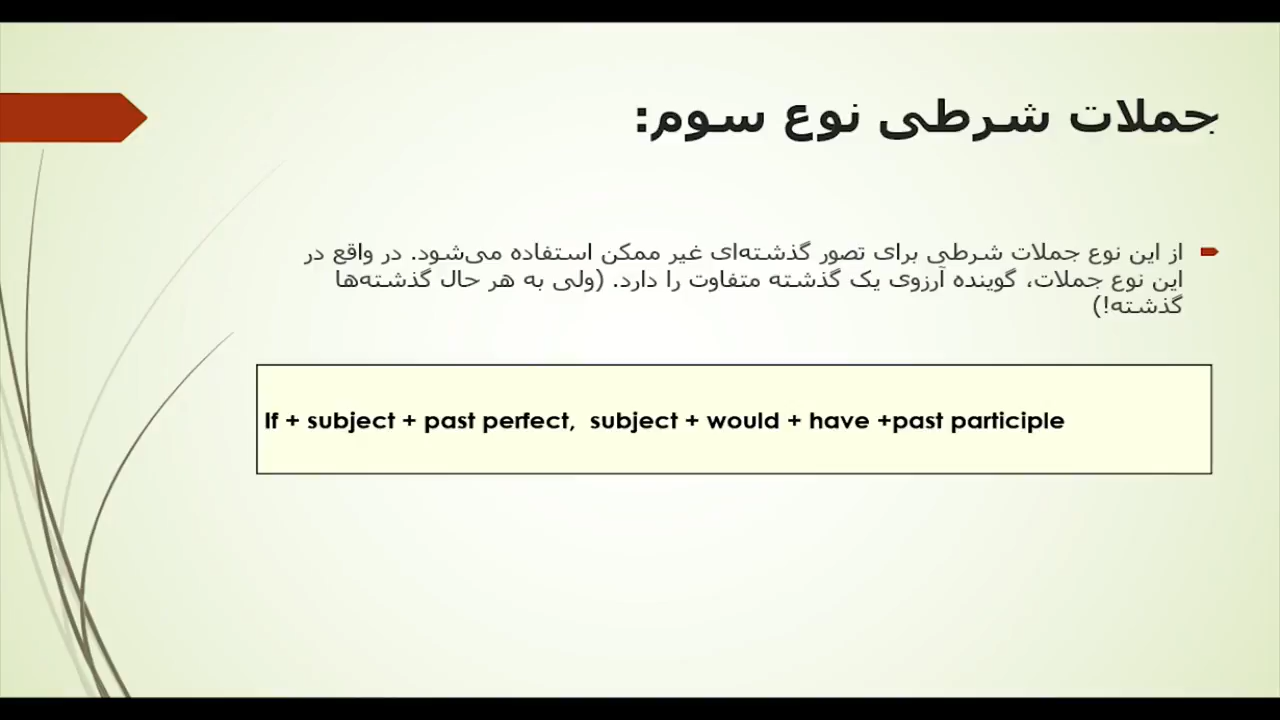 جملات شرطی نوع سوم:
از این نوع جملات شرطی برای تصور گذشته‌ای غیر ممکن استفاده می‌شود. در واقع در
این نوع جملات، گوینده آرزوی یک گذشته متفاوت را دارد. (ولی به هر حال گذشته‌ها
گذشته!)
If + subject + past perfect,  subject + would + have +past participle